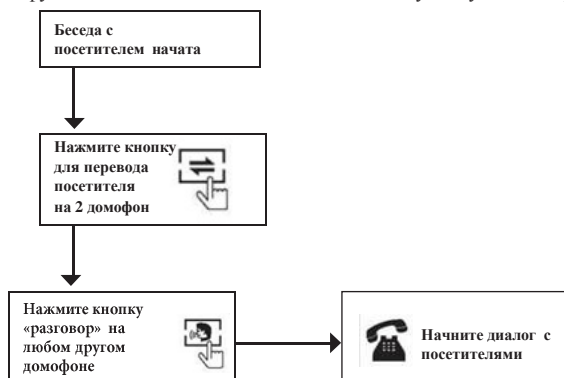 Беседа с
посетителем начата
Нажмите кнопку
для перевода
посетителя
на 2 домофон
Нажмите кнопку
«разговор» на
любом другом
домофоне
Начните диалог с
посетителями